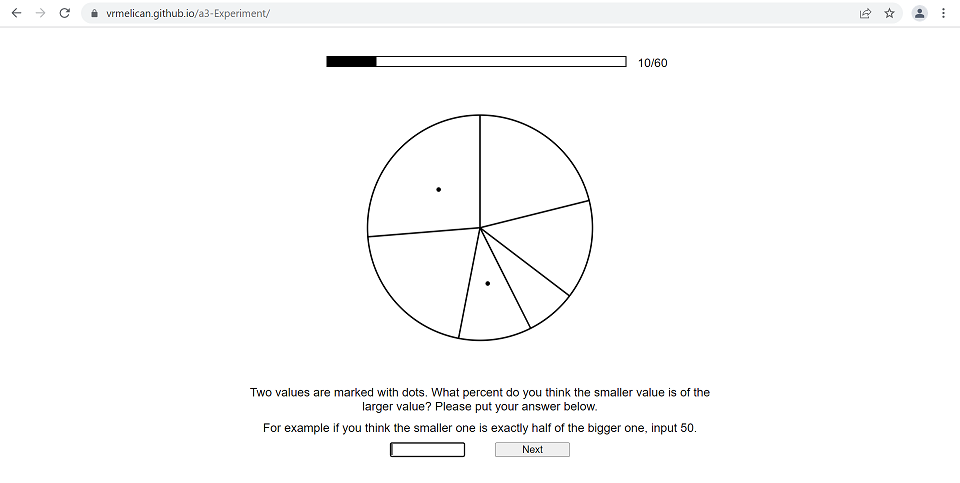 vrmelican.github.io/a3-Experiment/
10/60
Two values are marked with dots. What percent do you think the smaller value is of the
larger value? Please put your answer below.
For example if you think the smaller one is exactly half of the bigger one, input 50.
Next